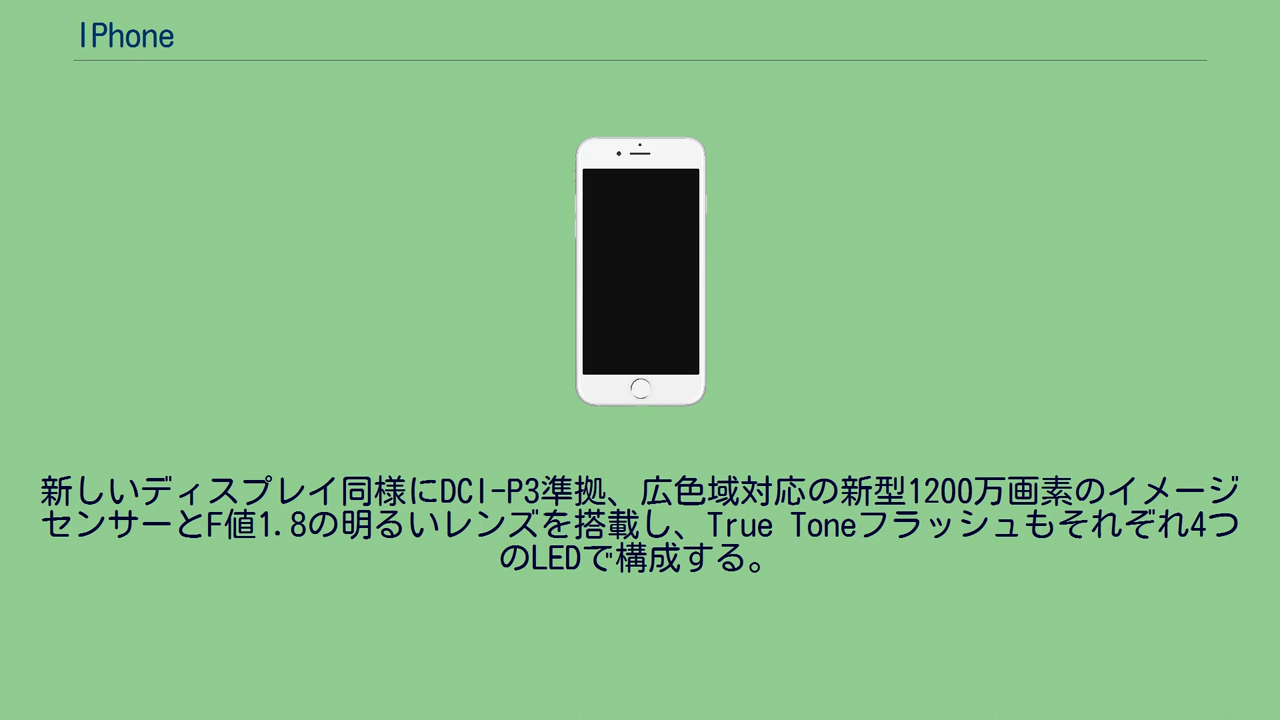 IPhone
新しいディスプレイ同様にDCI-P3準拠、広色域対応の新型1200万画素のイメージ
センサーとF値1.8の明るいレンズを搭載し、True Toneフラッシュもそれぞれ4つ
のLEDで構成する。